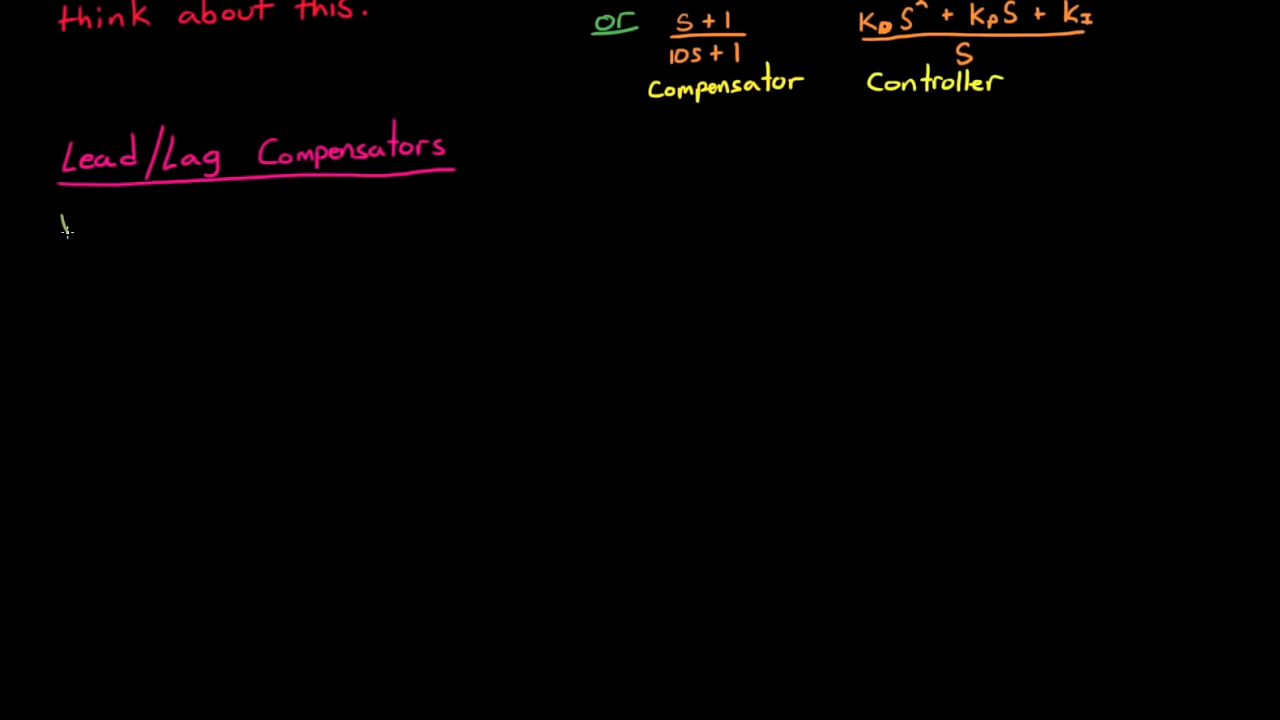 think about this.
or
s + 1
10s + 1
Compensator
K_D S^2 + K_P S + K_I
S
Controller
Lead/Lag Compensators